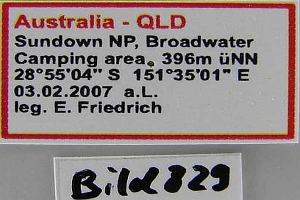 Australia - QLD
Sundown NP, Broadwater
Camping area, 396m üNN
28°55'04" S 151°35'01" E
03.02.2007 a.L.
leg. E. Friedrich
Bild 829